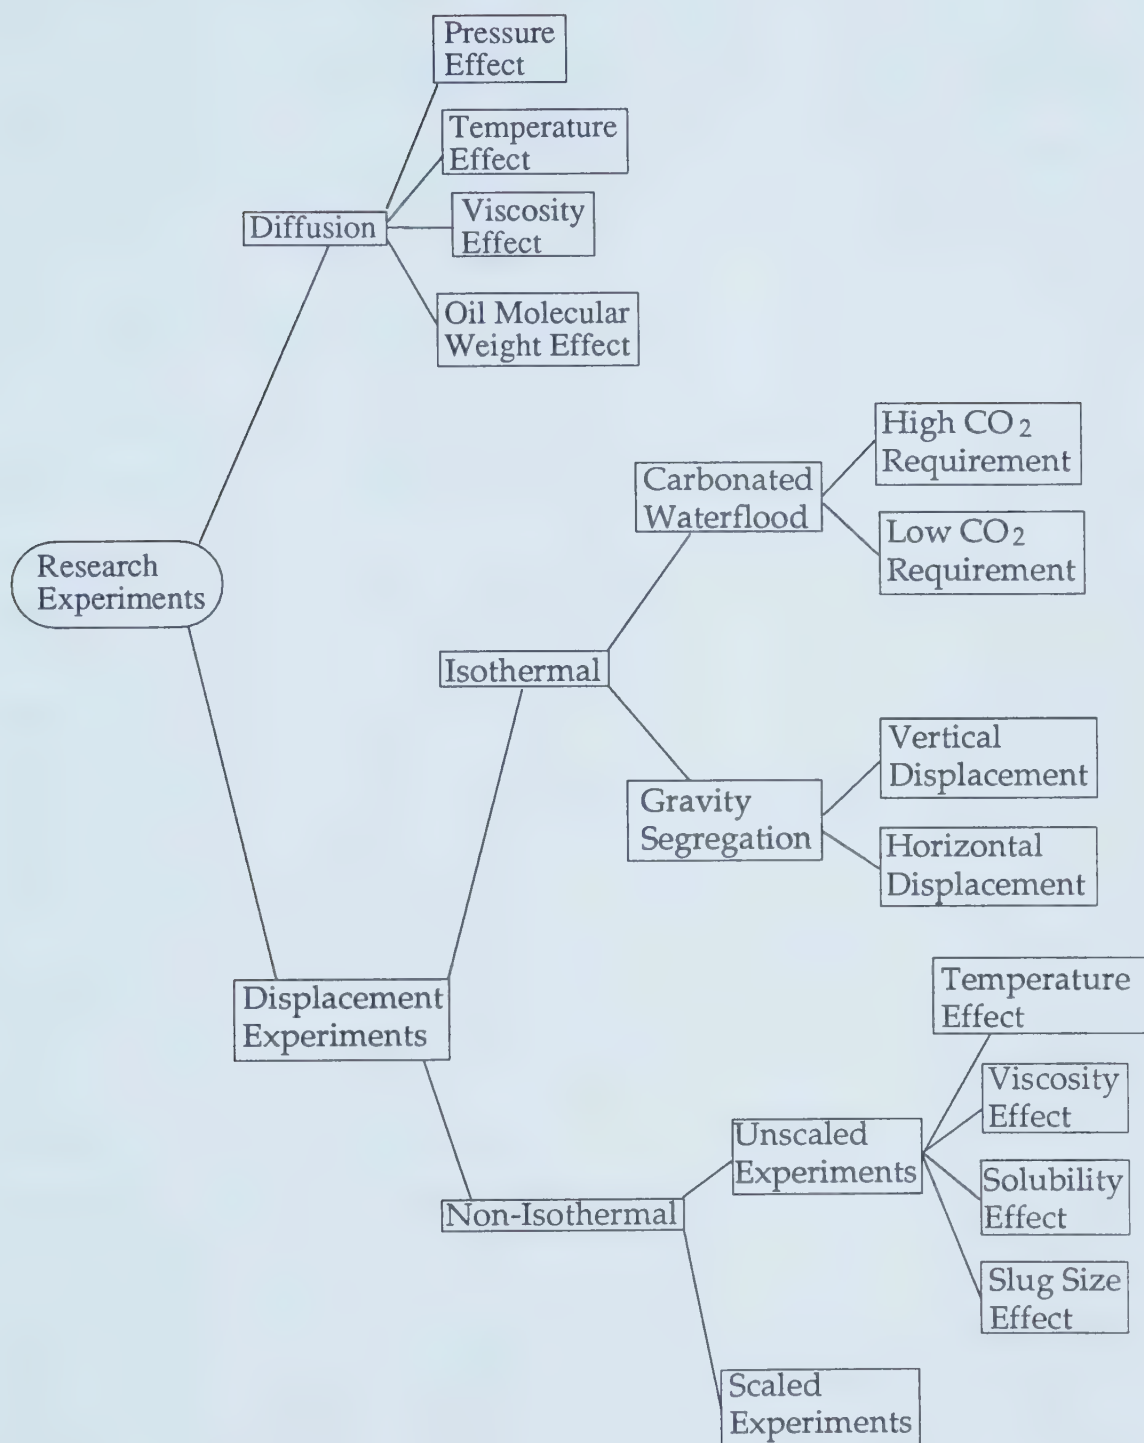 Pressure
Effect
Temperature
Effect
Diffusion
Viscosity
Effect
Oil Molecular
Weight Effect
High CO2
Requirement
Carbonated
Waterflood
Low CO2
Requirement
Research
Experiments
Isothermal
Vertical
Displacement
Gravity
Segregation
Horizontal
Displacement
Displacement
Experiments
Temperature
Effect
Viscosity
Effect
Unscaled
Experiments
Solubility
Effect
Non-Isothermal
Slug Size
Effect
Scaled
Experiments